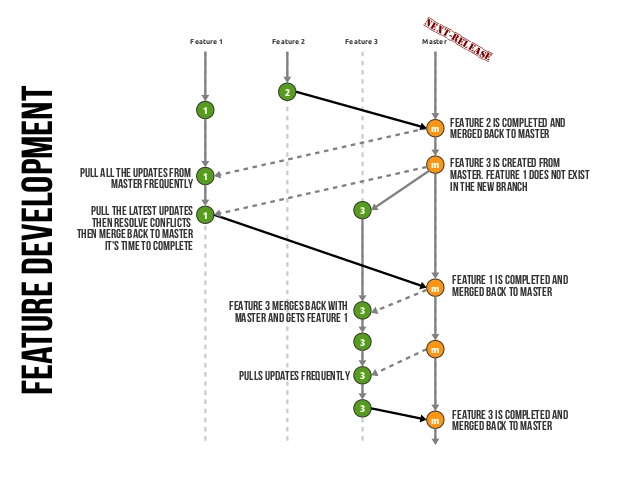 FEATURE DEVELOPMENT
Feature 1
Feature 2
Feature 3
Master
NEXT-RELEASE
2
1
m
FEATURE 2 IS COMPLETED AND
MERGED BACK TO MASTER
m
FEATURE 3 IS CREATED FROM
MASTER. FEATURE 1 DOES NOT EXIST
IN THE NEW BRANCH
PULL ALL THE UPDATES FROM
MASTER FREQUENTLY
1
PULL THE LATEST UPDATES
THEN RESOLVE CONFLICTS
THEN MERGE BACK TO MASTER
IT'S TIME TO COMPLETE
1
3
m
FEATURE 1 IS COMPLETED AND
MERGED BACK TO MASTER
FEATURE 3 MERGES BACK WITH
MASTER AND GETS FEATURE 1
3
3
m
PULLS UPDATES FREQUENTLY
3
3
m
FEATURE 3 IS COMPLETED AND
MERGED BACK TO MASTER